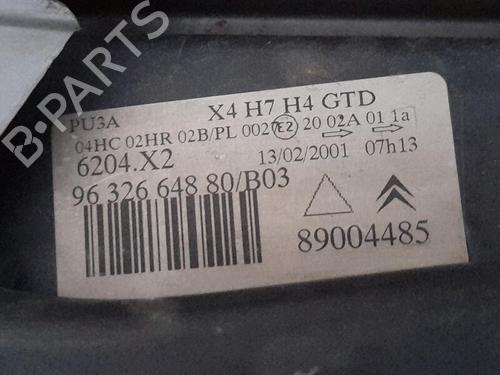 B-PARTS
X4 H7 H4 GTD
PU3A
04HC 02HR 02B/PL 002 E2 20 02A 01 1a
6204.X2 13/02/2001 07h13
96 326 648 80/B03
89004485